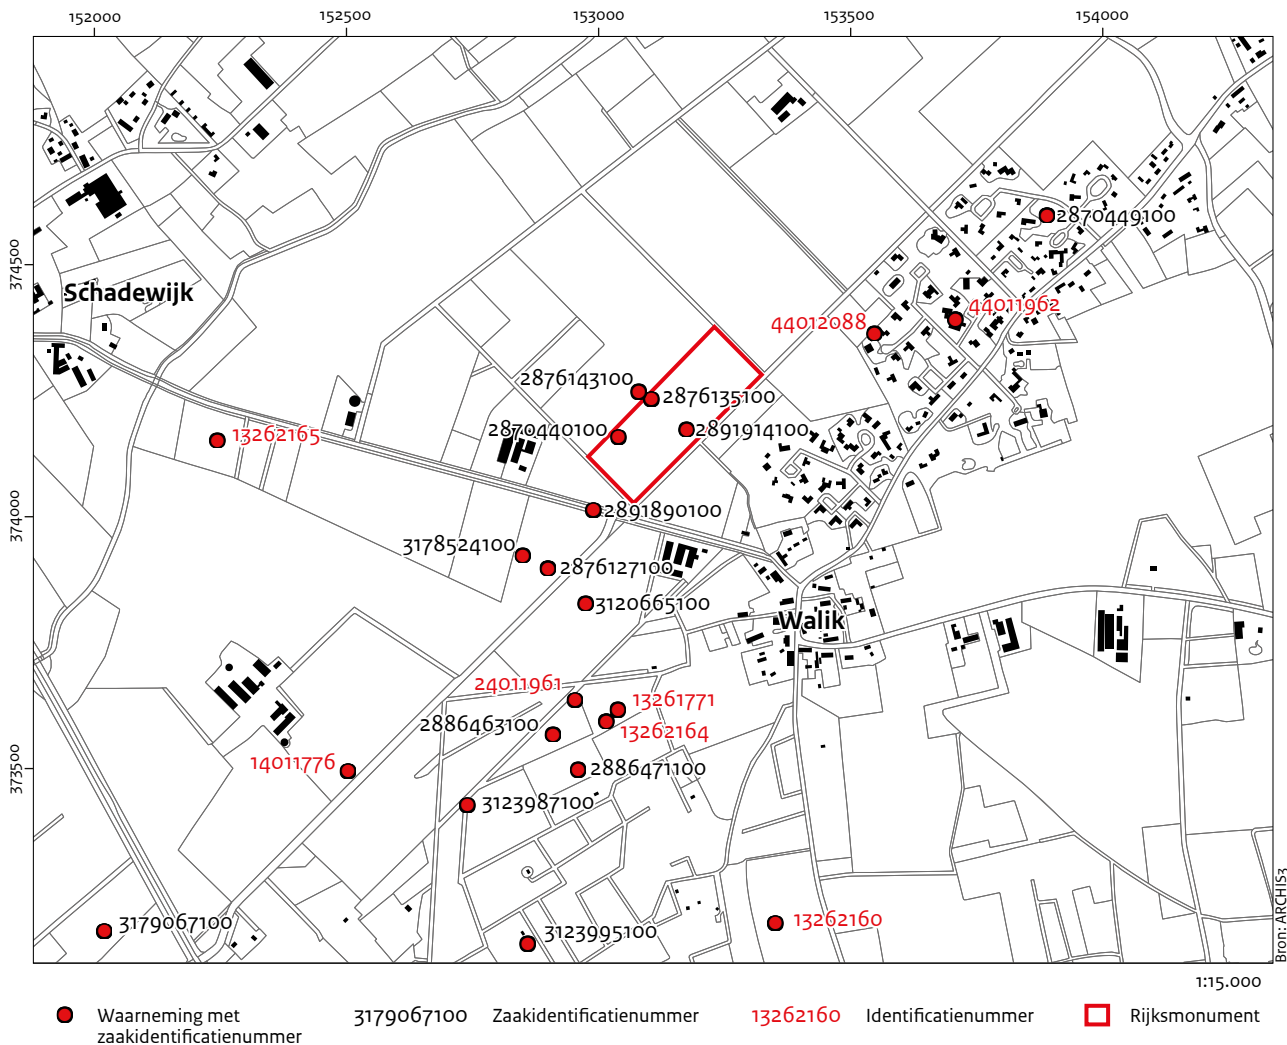 152000 152500 153000 153500 154000
374500
374000
373500
2870449100
Schadewijk
44011962
44012088
2876143100
2876135100
2870440100
2891914100
13262165
2891890100
3178524100
2876127100
3120665100
Walik
24011961
13261771
2886463100
13262164
14011776
2886471100
3123987100
3179067100
3123995100
13262160
Bron: ARCHIS3
1:15.000
Waarneming met
zaakidentificatienummer
3179067100 Zaakidentificatienummer
13262160 Identificatienummer
Rijksmonument